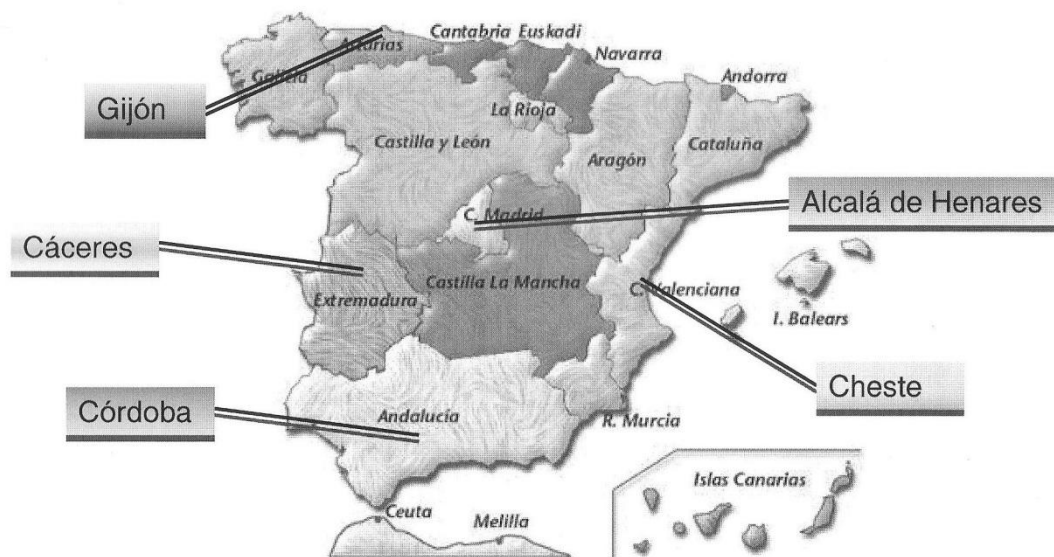 Cantabria Euskadi
Asturias
Navarra
Galicia
Andorra
Gijón
La Rioja
Castilla y León
Aragón
Cataluña
C. Madrid
Alcalá de Henares
Cáceres
Castilla La Mancha
C. Valenciana
Extremadura
I. Balears
Cheste
Córdoba
Andalucía
R. Murcia
Islas Canarias
Ceuta
Melilla